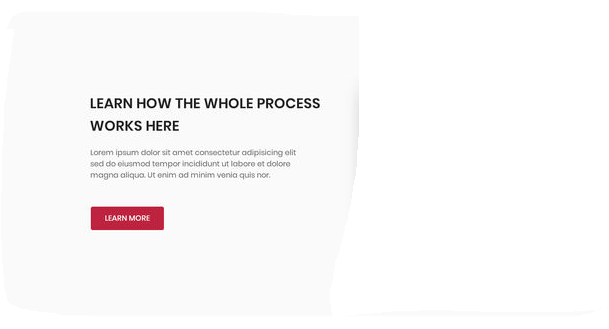 LEARN HOW THE WHOLE PROCESS
WORKS HERE
Lorem ipsum dolor sit amet consectetur adipisicing elit
sed do eiusmod tempor incididunt ut labore et dolore
magna aliqua. Ut enim ad minim venia quis nor.
LEARN MORE